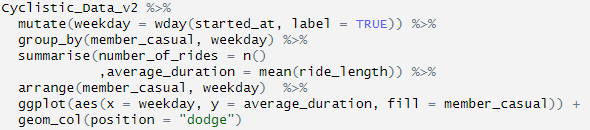 Cyclistic_Data_v2 %>%
  mutate(weekday = wday(started_at, label = TRUE)) %>%
  group_by(member_casual, weekday) %>%
  summarise(number_of_rides = n()
            ,average_duration = mean(ride_length)) %>%
  arrange(member_casual, weekday)  %>%
  ggplot(aes(x = weekday, y = average_duration, fill = member_casual)) +
  geom_col(position = "dodge")